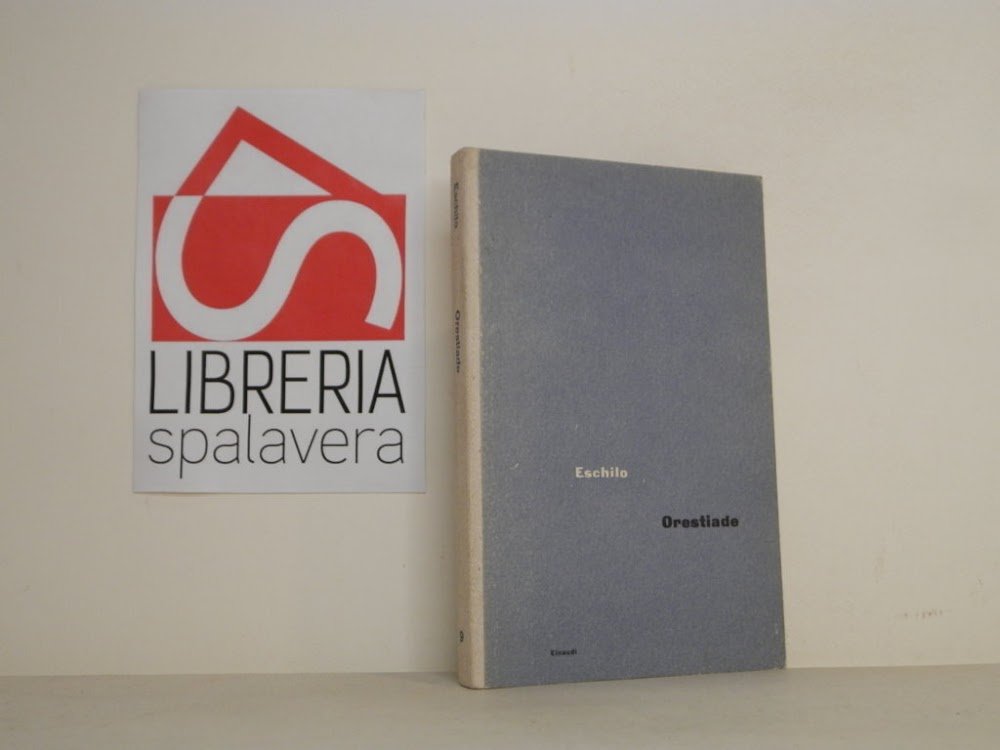 LIBRERIA
spalavera
Eschilo
Orestiade
9
Eschilo
Orestiade
Einaudi